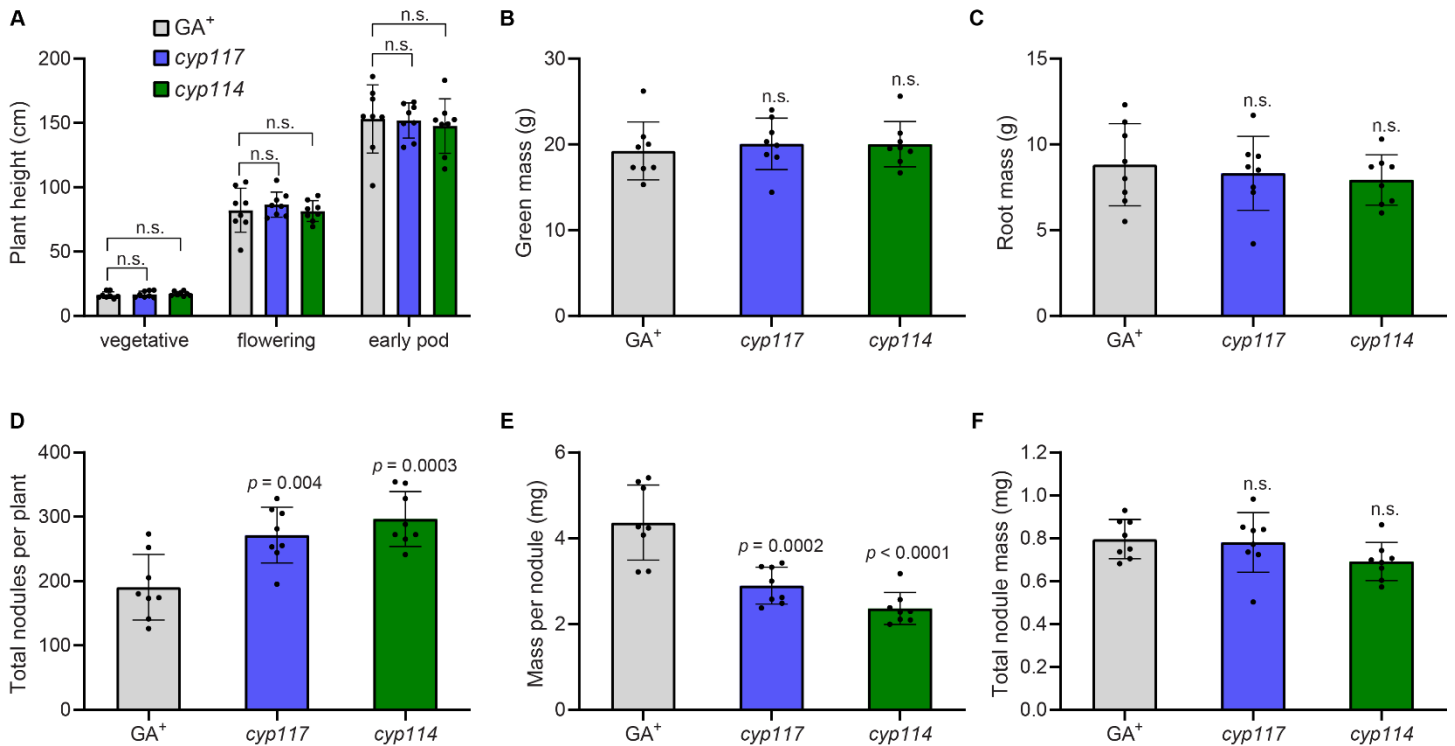 A
GA⁺
cyp117
cyp114
Plant height (cm)
200
150
100
50
0
n.s.
n.s.
n.s.
n.s.
n.s.
n.s.
vegetative flowering early pod
B
Green mass (g)
30
20
10
0
n.s. n.s.
GA⁺ cyp117 cyp114
C
Root mass (g)
15
10
5
0
n.s. n.s.
GA⁺ cyp117 cyp114
D
Total nodules per plant
400
300
200
100
0
p = 0.004 p = 0.0003
GA⁺ cyp117 cyp114
E
Mass per nodule (mg)
6
4
2
0
p = 0.0002 p < 0.0001
GA⁺ cyp117 cyp114
F
Total nodule mass (mg)
1.2
1.0
0.8
0.6
0.4
0.2
0.0
n.s. n.s.
GA⁺ cyp117 cyp114